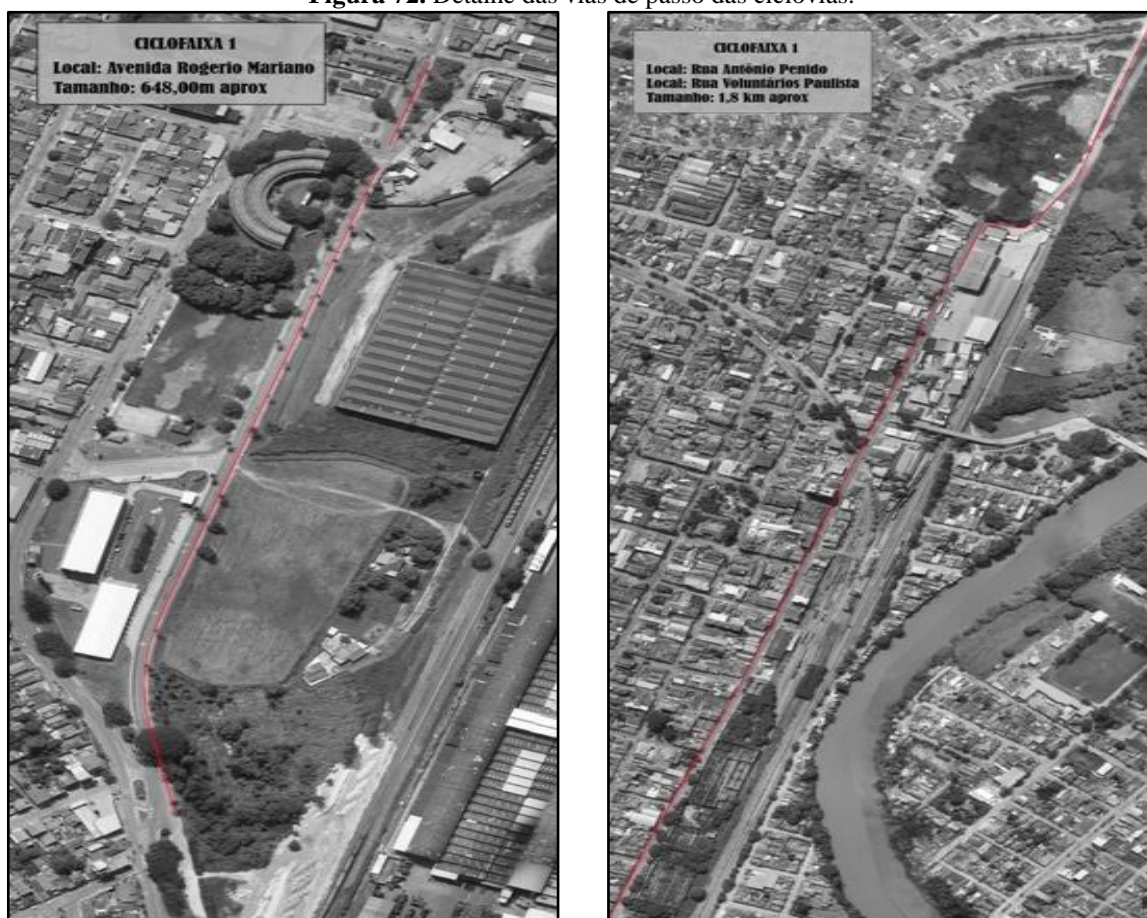 Figura 72. Detalhe das vias de passo das ciclovias.
CICLOFAIXA 1
Local: Avenida Rogerio Mariano
Tamanho: 648,00m aprox
CICLOFAIXA 1
Local: Rua Antônio Penido
Local: Rua Voluntários Paulista
Tamanho: 1,8 km aprox